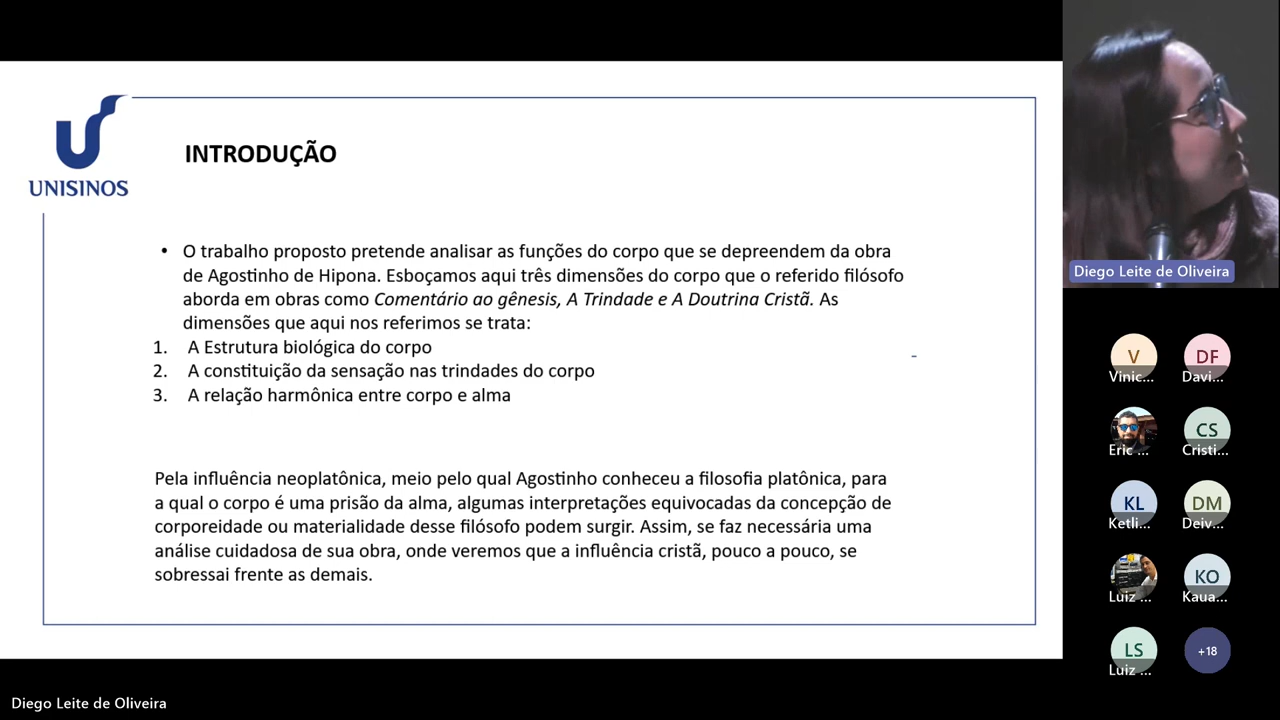 UNISINOS
INTRODUÇÃO
• O trabalho proposto pretende analisar as funções do corpo que se depreendem da obra
de Agostinho de Hipona. Esboçamos aqui três dimensões do corpo que o referido filósofo
aborda em obras como Comentário ao gênesis, A Trindade e A Doutrina Cristã. As
dimensões que aqui nos referimos se trata:
1. A Estrutura biológica do corpo
2. A constituição da sensação nas trindades do corpo
3. A relação harmônica entre corpo e alma
Pela influência neoplatônica, meio pelo qual Agostinho conheceu a filosofia platônica, para
a qual o corpo é uma prisão da alma, algumas interpretações equivocadas da concepção de
corporeidade ou materialidade desse filósofo podem surgir. Assim, se faz necessária uma
análise cuidadosa de sua obra, onde veremos que a influência cristã, pouco a pouco, se
sobressai frente as demais.
Diego Leite de Oliveira
V
Vinic...
DF
Davi...
Eric ...
CS
Cristi...
KL
Ketli...
DM
Deiv...
Luiz ...
KO
Kaua...
LS
Luiz ...
+18
Diego Leite de Oliveira